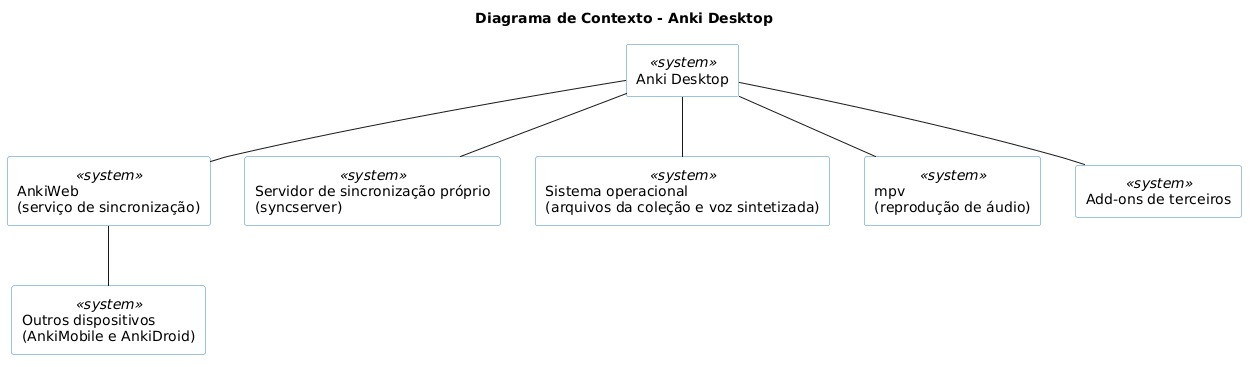 Diagrama de Contexto - Anki Desktop
«system»
Anki Desktop
«system»
AnkiWeb
(serviço de sincronização)
«system»
Servidor de sincronização próprio
(syncserver)
«system»
Sistema operacional
(arquivos da coleção e voz sintetizada)
«system»
mpv
(reprodução de áudio)
«system»
Add-ons de terceiros
«system»
Outros dispositivos
(AnkiMobile e AnkiDroid)